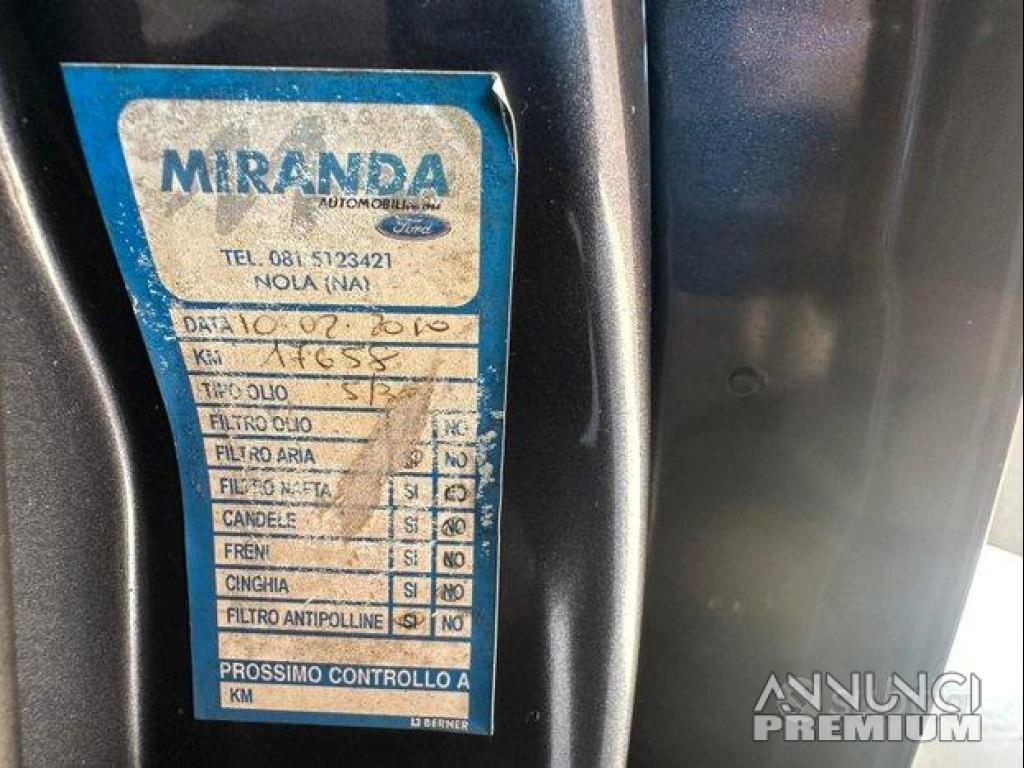 MIRANDA
AUTOMOBILI
Ford
TEL. 081 5123421
NOLA (NA)
DATA 10.02.2010
KM 17658
TIPO OLIO 5/30
FILTRO OLIO NO
FILTRO ARIA NO
FILTRO NAFTA SI
CANDELE SI NO
FRENI SI NO
CINGHIA SI NO
FILTRO ANTIPOLLINE SI NO
PROSSIMO CONTROLLO A
KM
BERNER
ANNUNCI
PREMIUM